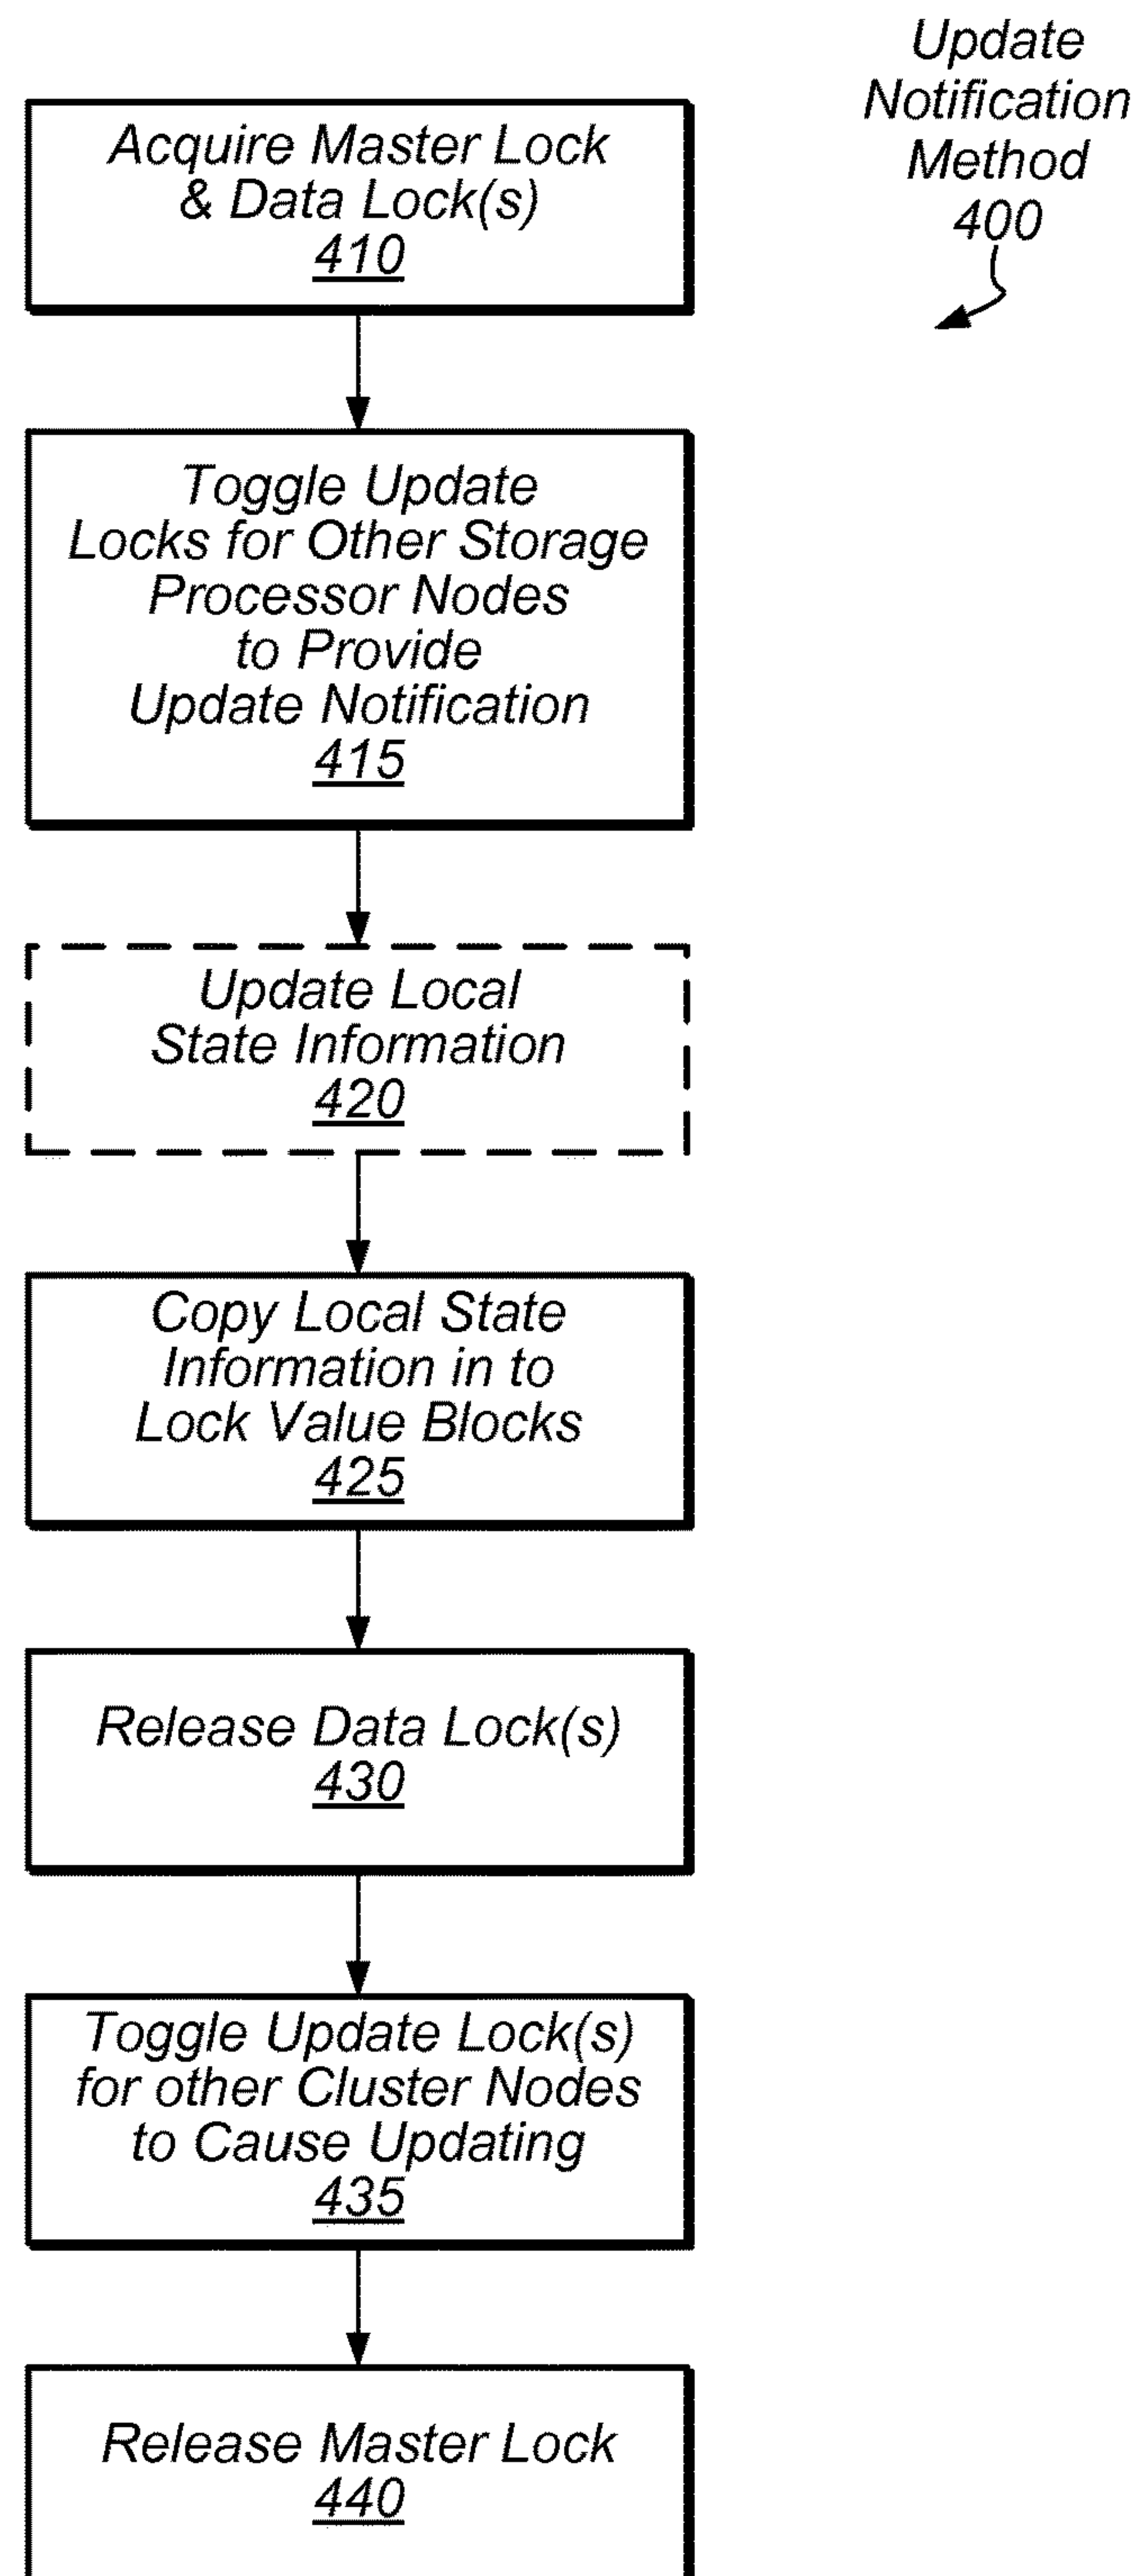 Update
Notification
Method
400
Acquire Master Lock
& Data Lock(s)
410
Toggle Update
Locks for Other Storage
Processor Nodes
to Provide
Update Notification
415
Update Local
State Information
420
Copy Local State
Information in to
Lock Value Blocks
425
Release Data Lock(s)
430
Toggle Update Lock(s)
for other Cluster Nodes
to Cause Updating
435
Release Master Lock
440